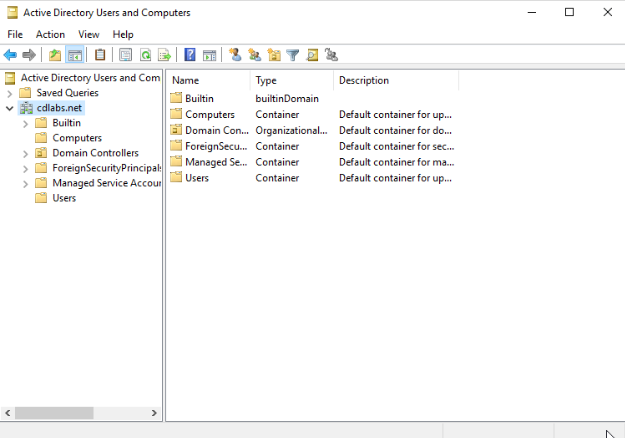 Active Directory Users and Computers
File Action View Help
Active Directory Users and Com
Saved Queries
cdlabs.net
Builtin
Computers
Domain Controllers
ForeignSecurityPrincipals
Managed Service Accour
Users
Name Type Description
Builtin builtinDomain
Computers Container Default container for up...
Domain Con... Organizational... Default container for do...
ForeignSecu... Container Default container for sec...
Managed Se... Container Default container for ma...
Users Container Default container for up...